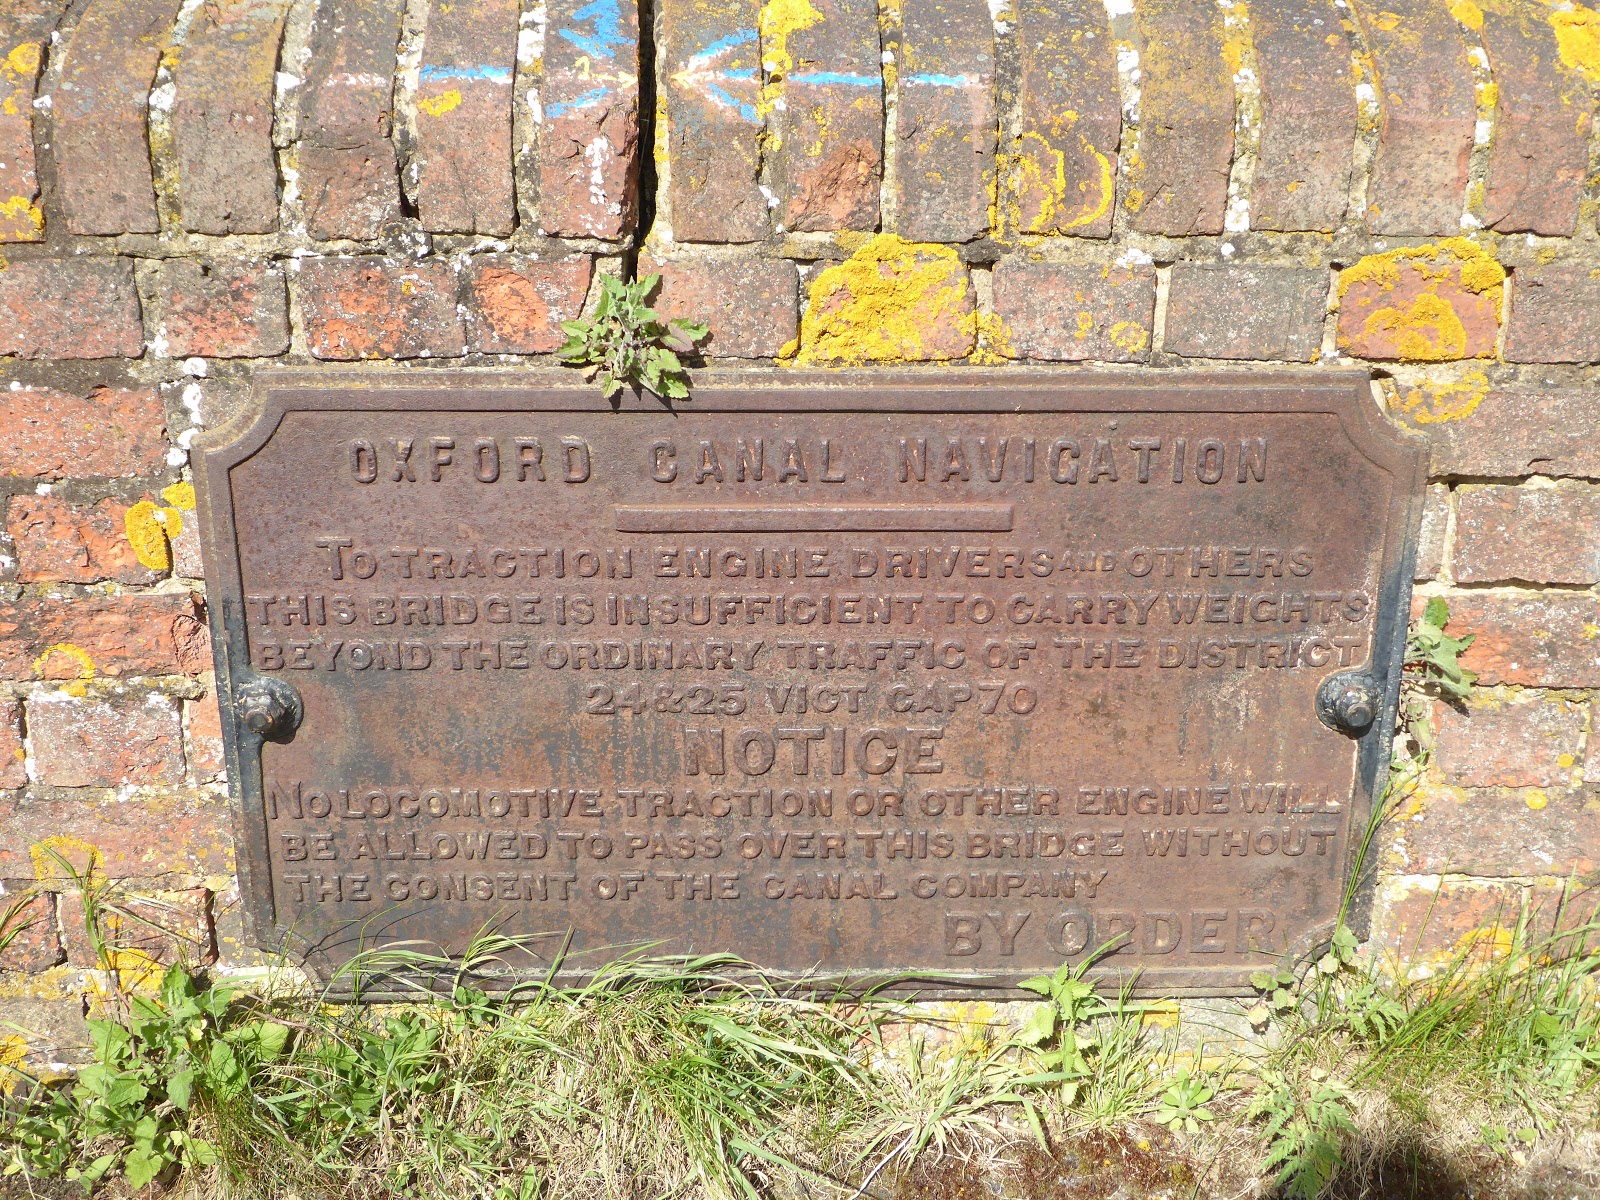 OXFORD CANAL NAVIGATION
TO TRACTION ENGINE DRIVERS AND OTHERS
THIS BRIDGE IS INSUFFICIENT TO CARRY WEIGHTS
BEYOND THE ORDINARY TRAFFIC OF THE DISTRICT
24 & 25 VICT CAP 70
NOTICE
NO LOCOMOTIVE TRACTION OR OTHER ENGINE WILL
BE ALLOWED TO PASS OVER THIS BRIDGE WITHOUT
THE CONSENT OF THE CANAL COMPANY
BY ORDER